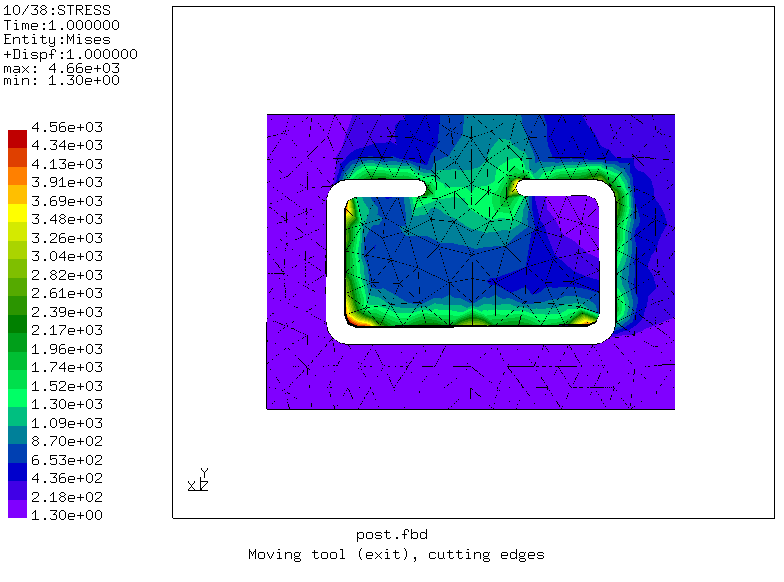 10/38:STRESS
Time:1.000000
Entity:Mises
+Dispf:1.000000
max: 4.66e+03
min: 1.30e+00
4.56e+03
4.34e+03
4.13e+03
3.91e+03
3.69e+03
3.48e+03
3.26e+03
3.04e+03
2.82e+03
2.61e+03
2.39e+03
2.17e+03
1.96e+03
1.74e+03
1.52e+03
1.30e+03
1.09e+03
8.70e+02
6.53e+02
4.36e+02
2.18e+02
1.30e+00
Y
X Z
post.fbd
Moving tool (exit), cutting edges